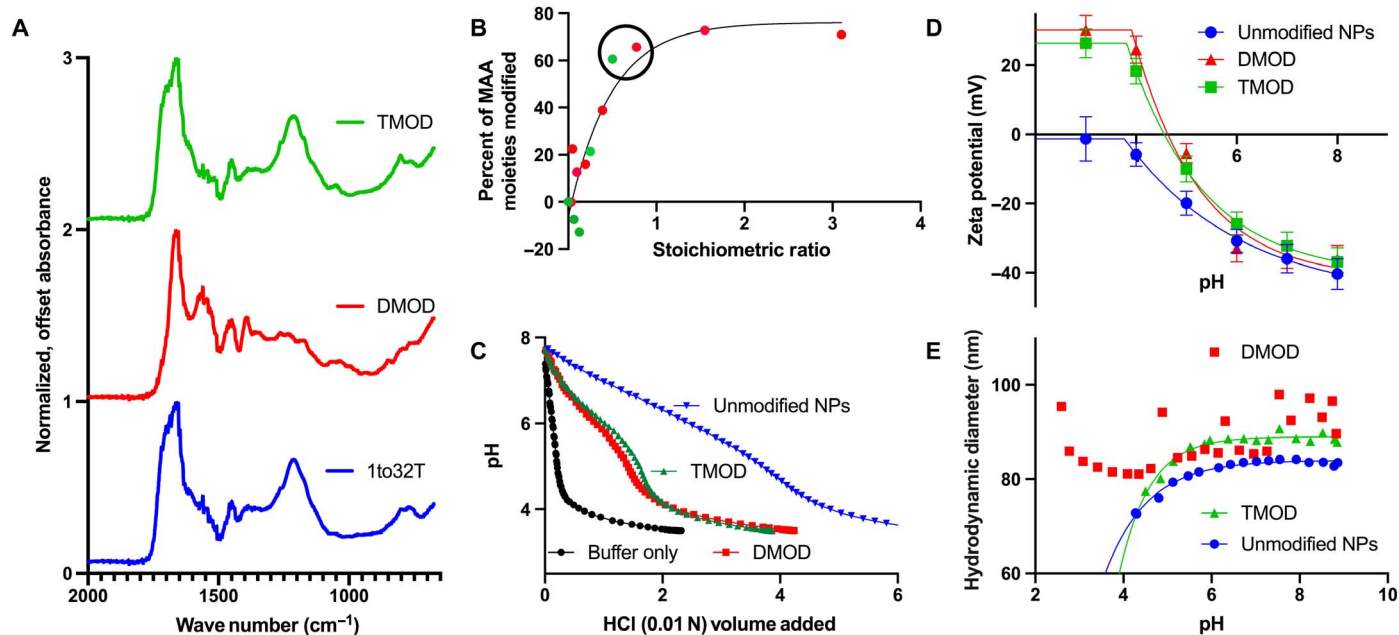 A
3
2
1
0
Normalized, offset absorbance
TMOD
DMOD
1to32T
2000
1500
1000
Wave number (cm⁻¹)
B
80
60
40
20
0
−20
Percent of MAA
moieties modified
1
2
3
4
Stoichiometric ratio
C
8
6
4
pH
Unmodified NPs
TMOD
Buffer only
DMOD
0
2
4
6
HCl (0.01 N) volume added
D
20
0
−20
−40
Zeta potential (mV)
Unmodified NPs
DMOD
TMOD
6
8
pH
E
100
80
60
Hydrodynamic diameter (nm)
DMOD
TMOD
Unmodified NPs
2
4
6
8
10
pH